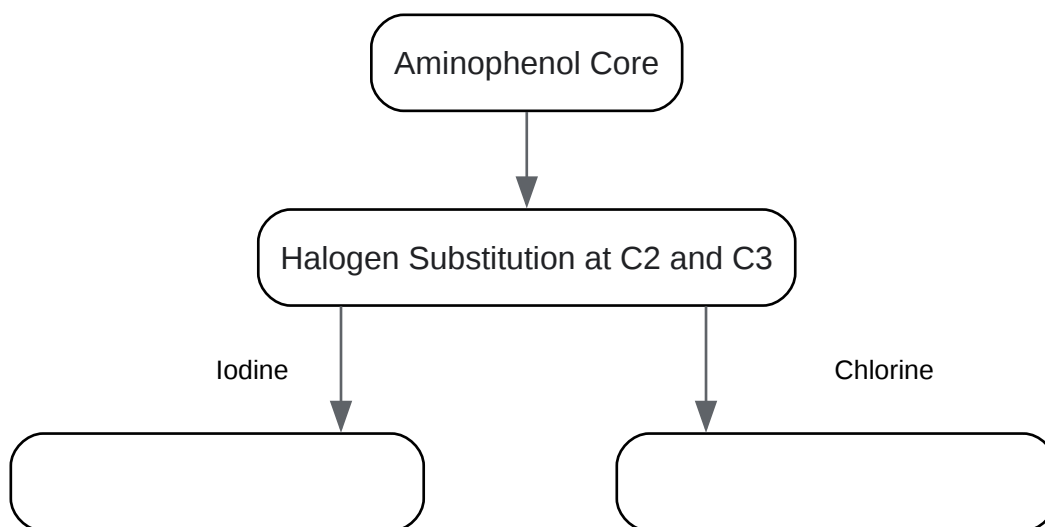 Aminophenol Core
Halogen Substitution at C2 and C3
Iodine
Chlorine